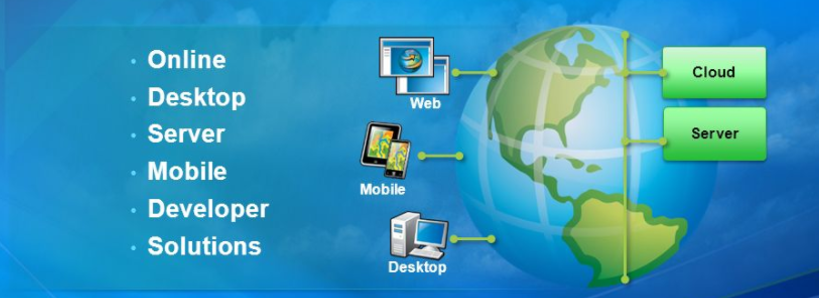 Online
Desktop
Server
Mobile
Developer
Solutions
Web
Mobile
Desktop
Cloud
Server